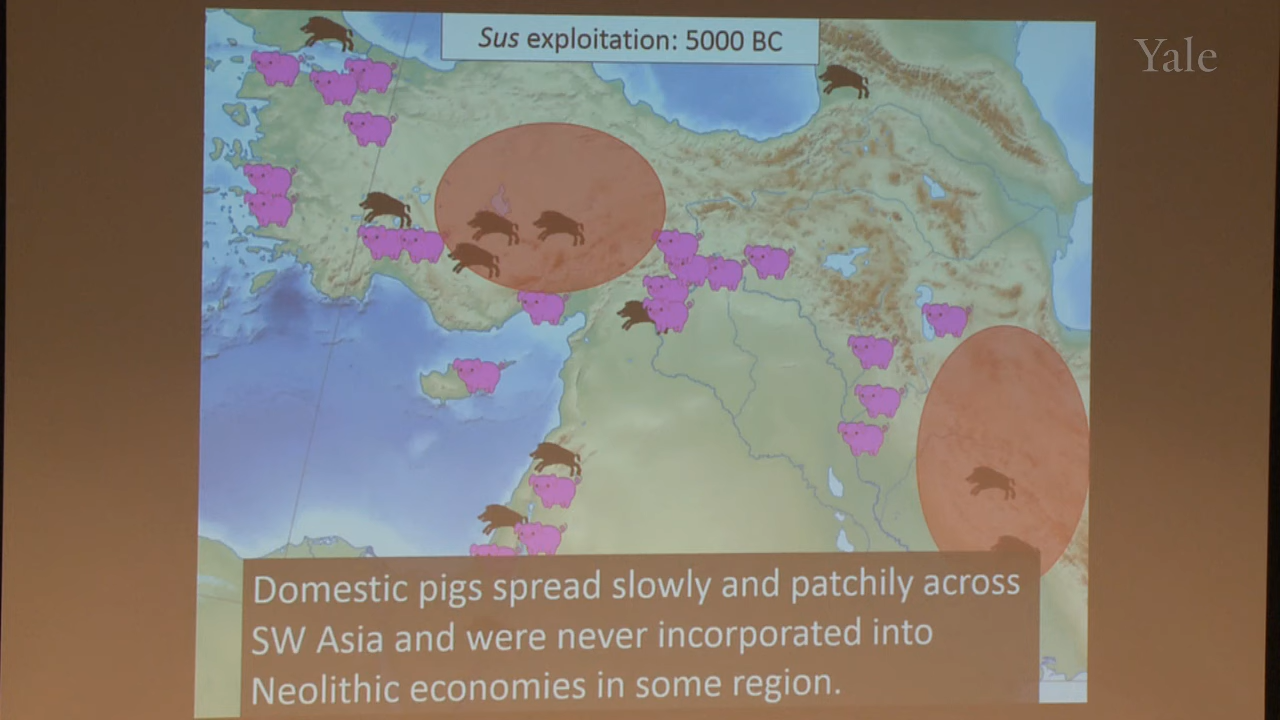 Sus exploitation: 5000 BC
Yale
Domestic pigs spread slowly and patchily across
SW Asia and were never incorporated into
Neolithic economies in some region.